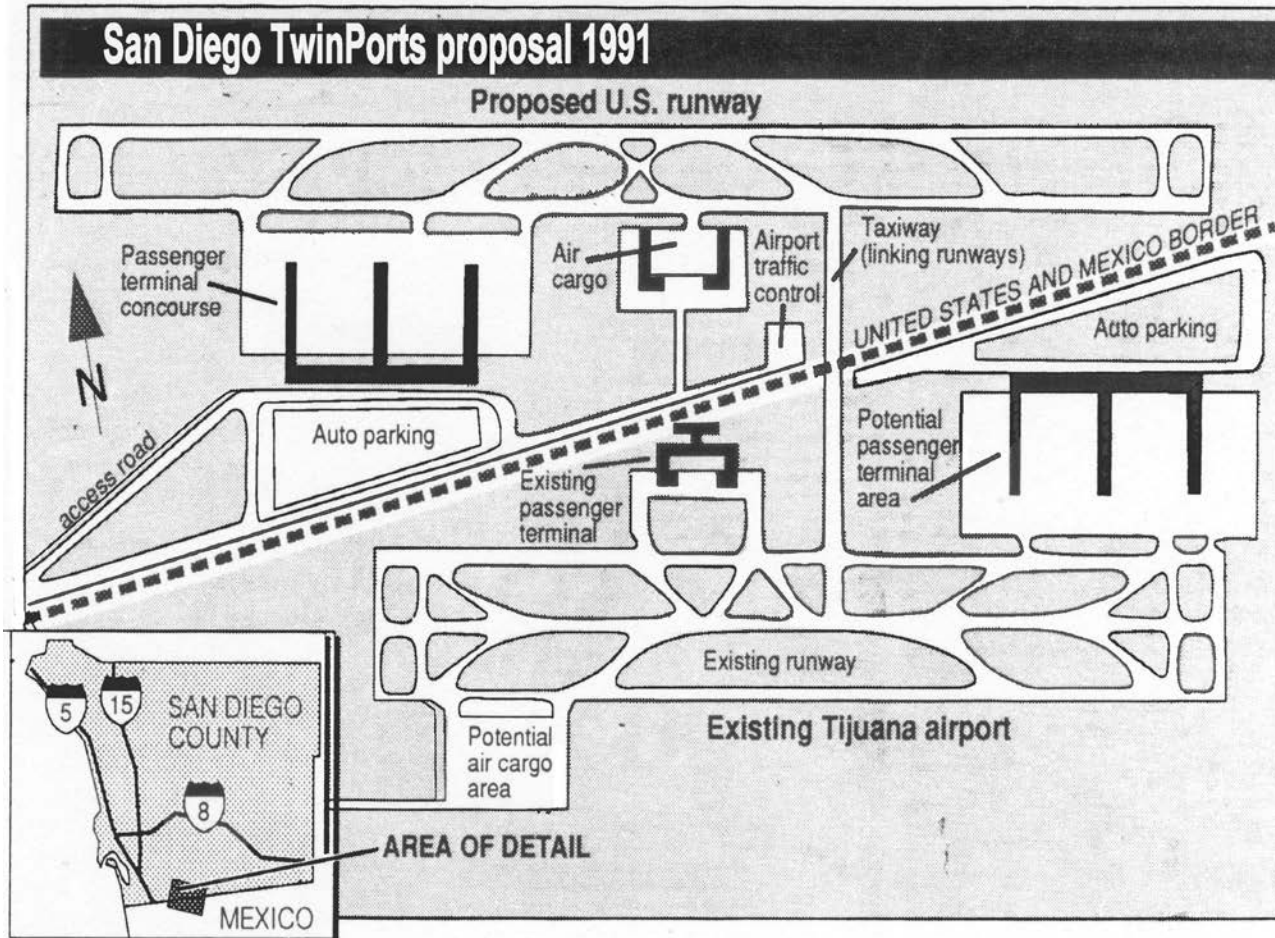 San Diego TwinPorts proposal 1991
Proposed U.S. runway
Passenger
terminal
concourse
Air
cargo
Airport
traffic
control
Taxiway
(linking runways)
UNITED STATES AND MEXICO BORDER
Auto parking
N
access road
Auto parking
Existing
passenger
terminal
Potential
passenger
terminal
area
Existing runway
Existing Tijuana airport
Potential
air cargo
area
5
15
SAN DIEGO
COUNTY
8
AREA OF DETAIL
MEXICO